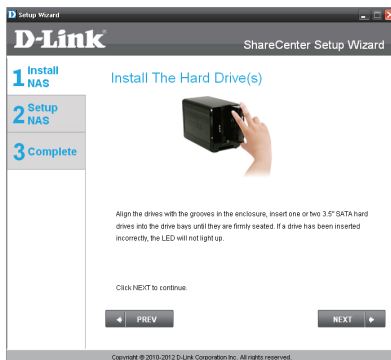 D Setup Wizard
D-Link
ShareCenter Setup Wizard
1 Install
NAS
2 Setup
NAS
3 Complete
Install The Hard Drive(s)
Align the drives with the grooves in the enclosure, insert one or two 3.5" SATA hard
drives into the drive bays until they are firmly seated. If a drive has been inserted
incorrectly, the LED will not light up.
Click NEXT to continue.
PREV
NEXT
Copyright © 2010-2012 D-Link Corporation Inc. All rights reserved.